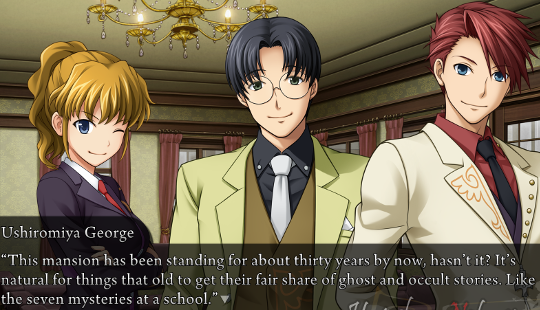 Ushiromiya George
“This mansion has been standing for about thirty years by now, hasn't it? It's
natural for things that old to get their fair share of ghost and occult stories. Like
the seven mysteries at a school.”